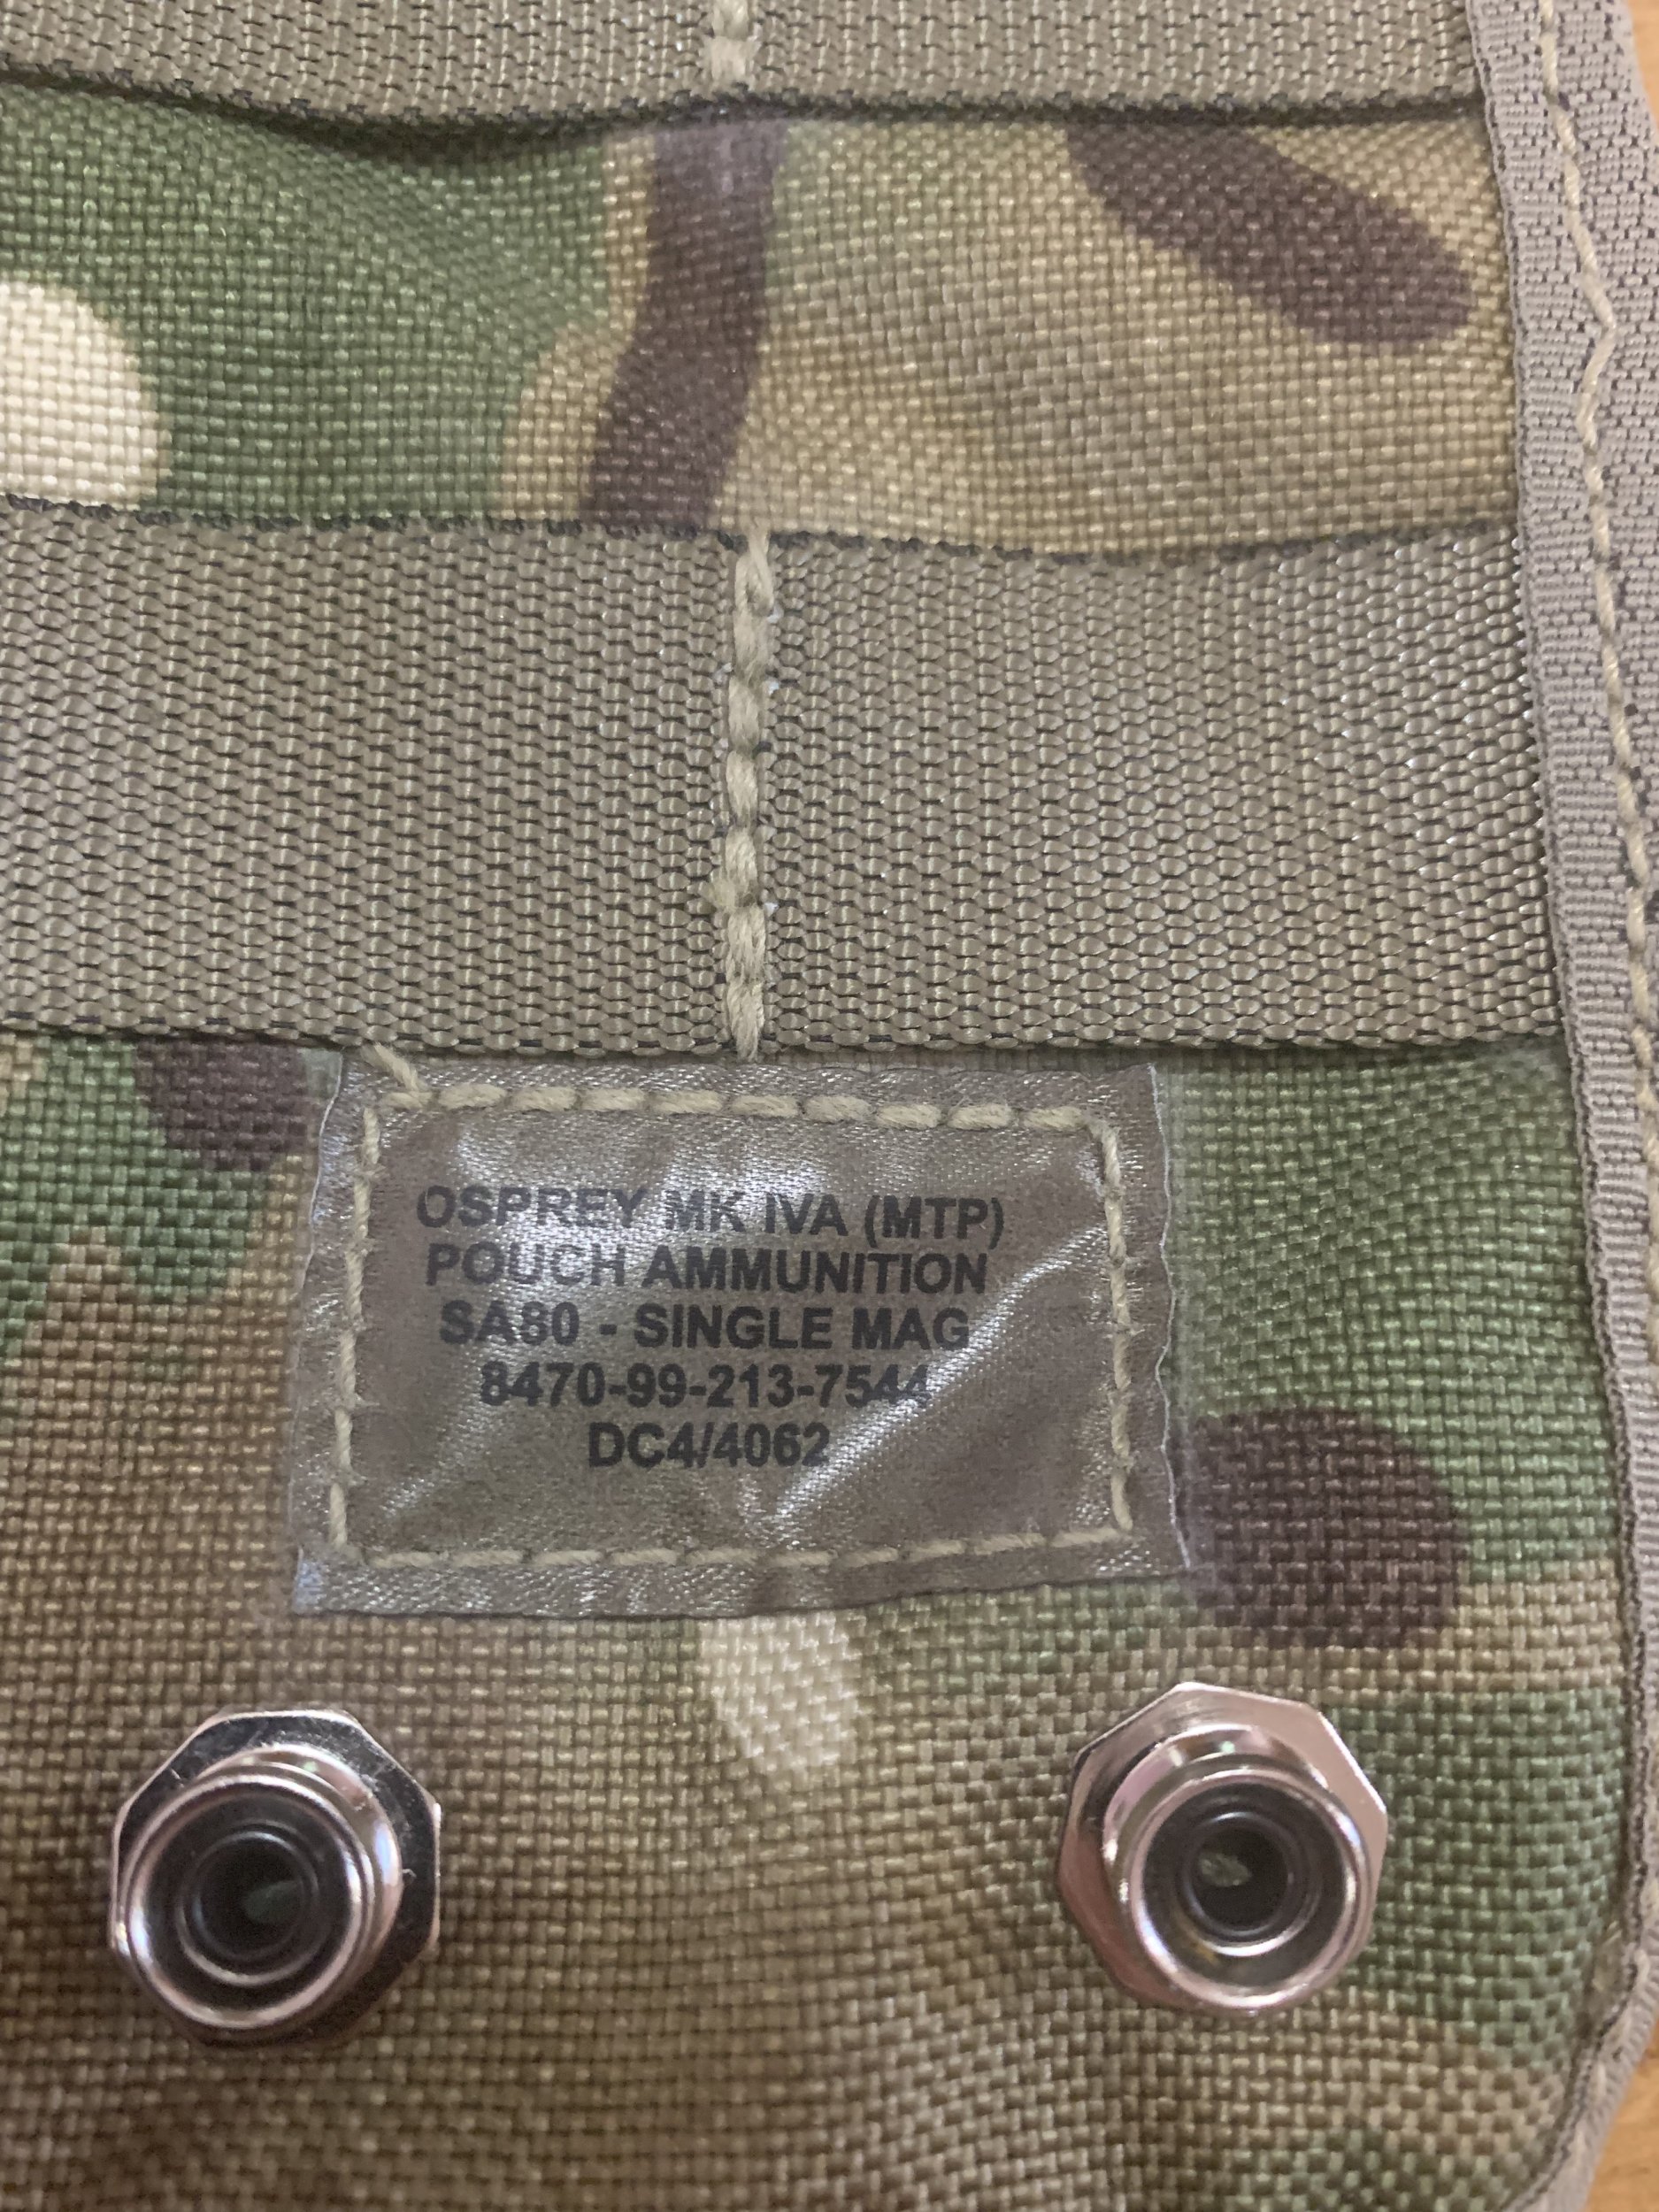 OSPREY MK IVA (MTP)
POUCH AMMUNITION
SA80 - SINGLE MAG
8470-99-213-7544
DC4/4062